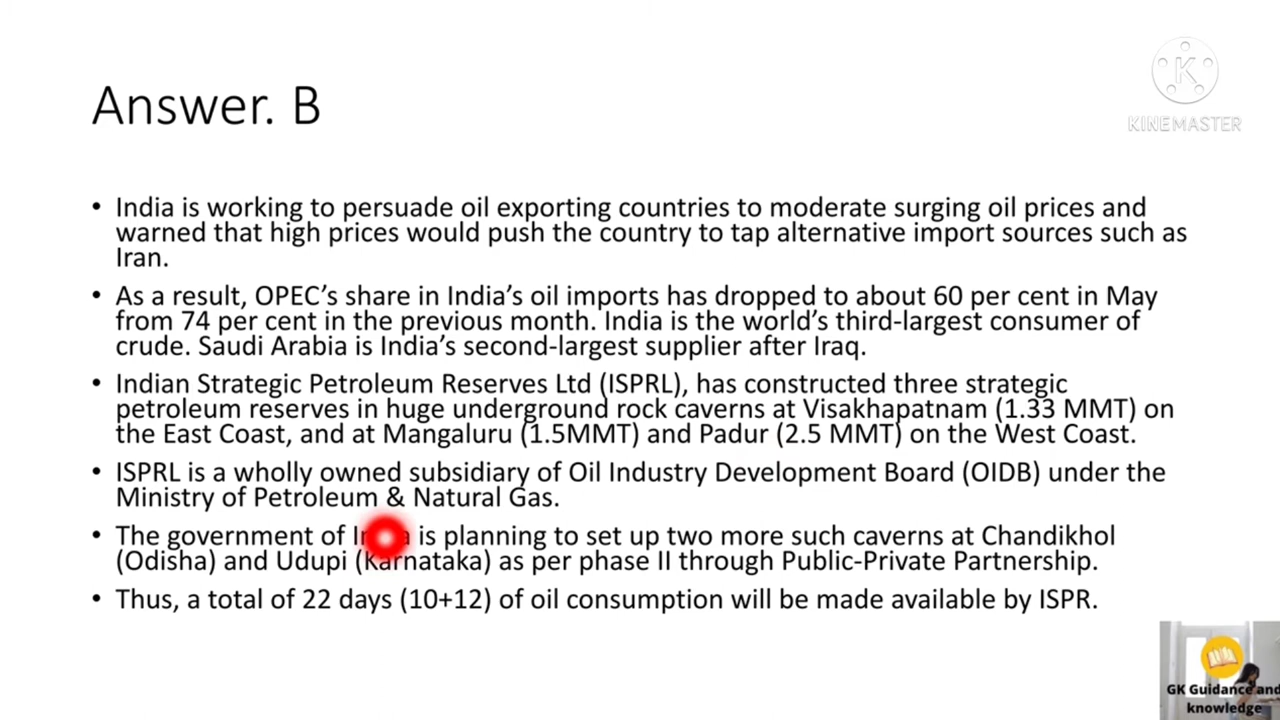 KINEMASTER
Answer. B
• India is working to persuade oil exporting countries to moderate surging oil prices and
warned that high prices would push the country to tap alternative import sources such as
Iran.
• As a result, OPEC’s share in India’s oil imports has dropped to about 60 per cent in May
from 74 per cent in the previous month. India is the world’s third-largest consumer of
crude. Saudi Arabia is India’s second-largest supplier after Iraq.
• Indian Strategic Petroleum Reserves Ltd (ISPRL), has constructed three strategic
petroleum reserves in huge underground rock caverns at Visakhapatnam (1.33 MMT) on
the East Coast, and at Mangaluru (1.5MMT) and Padur (2.5 MMT) on the West Coast.
• ISPRL is a wholly owned subsidiary of Oil Industry Development Board (OIDB) under the
Ministry of Petroleum & Natural Gas.
• The government of India is planning to set up two more such caverns at Chandikhol
(Odisha) and Udupi (Karnataka) as per phase II through Public-Private Partnership.
• Thus, a total of 22 days (10+12) of oil consumption will be made available by ISPR.
GK Guidance and
knowledge